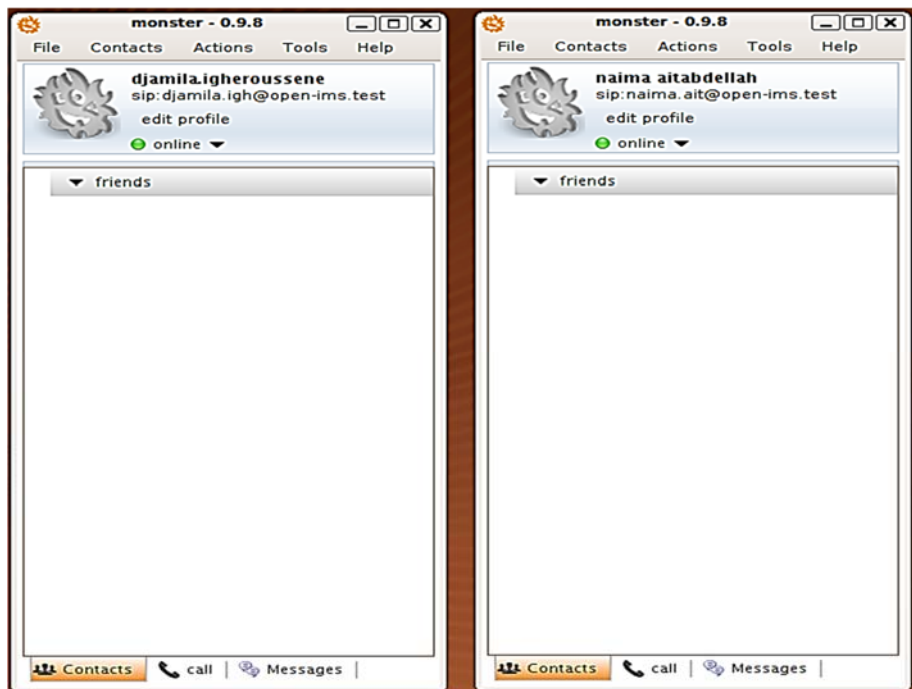 monster - 0.9.8
File Contacts Actions Tools Help
djamila.igheroussene
sip:djamila.igh@open-ims.test
edit profile
online
friends
Contacts call | Messages |
monster - 0.9.8
File Contacts Actions Tools Help
naima aitabdellah
sip:naima.ait@open-ims.test
edit profile
online
friends
Contacts call | Messages |